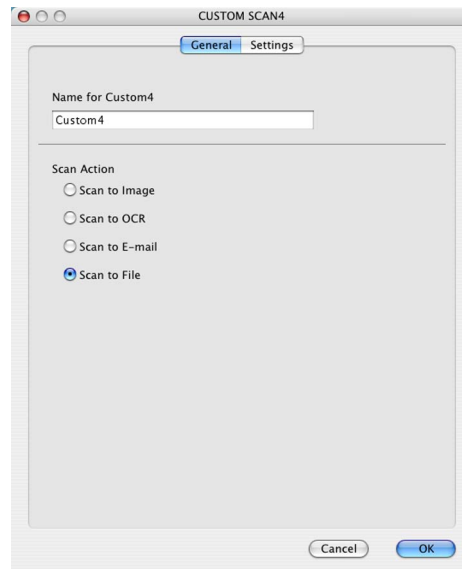 CUSTOM SCAN4
General Settings
Name for Custom4
Custom4
Scan Action
Scan to Image
Scan to OCR
Scan to E-mail
Scan to File
Cancel OK